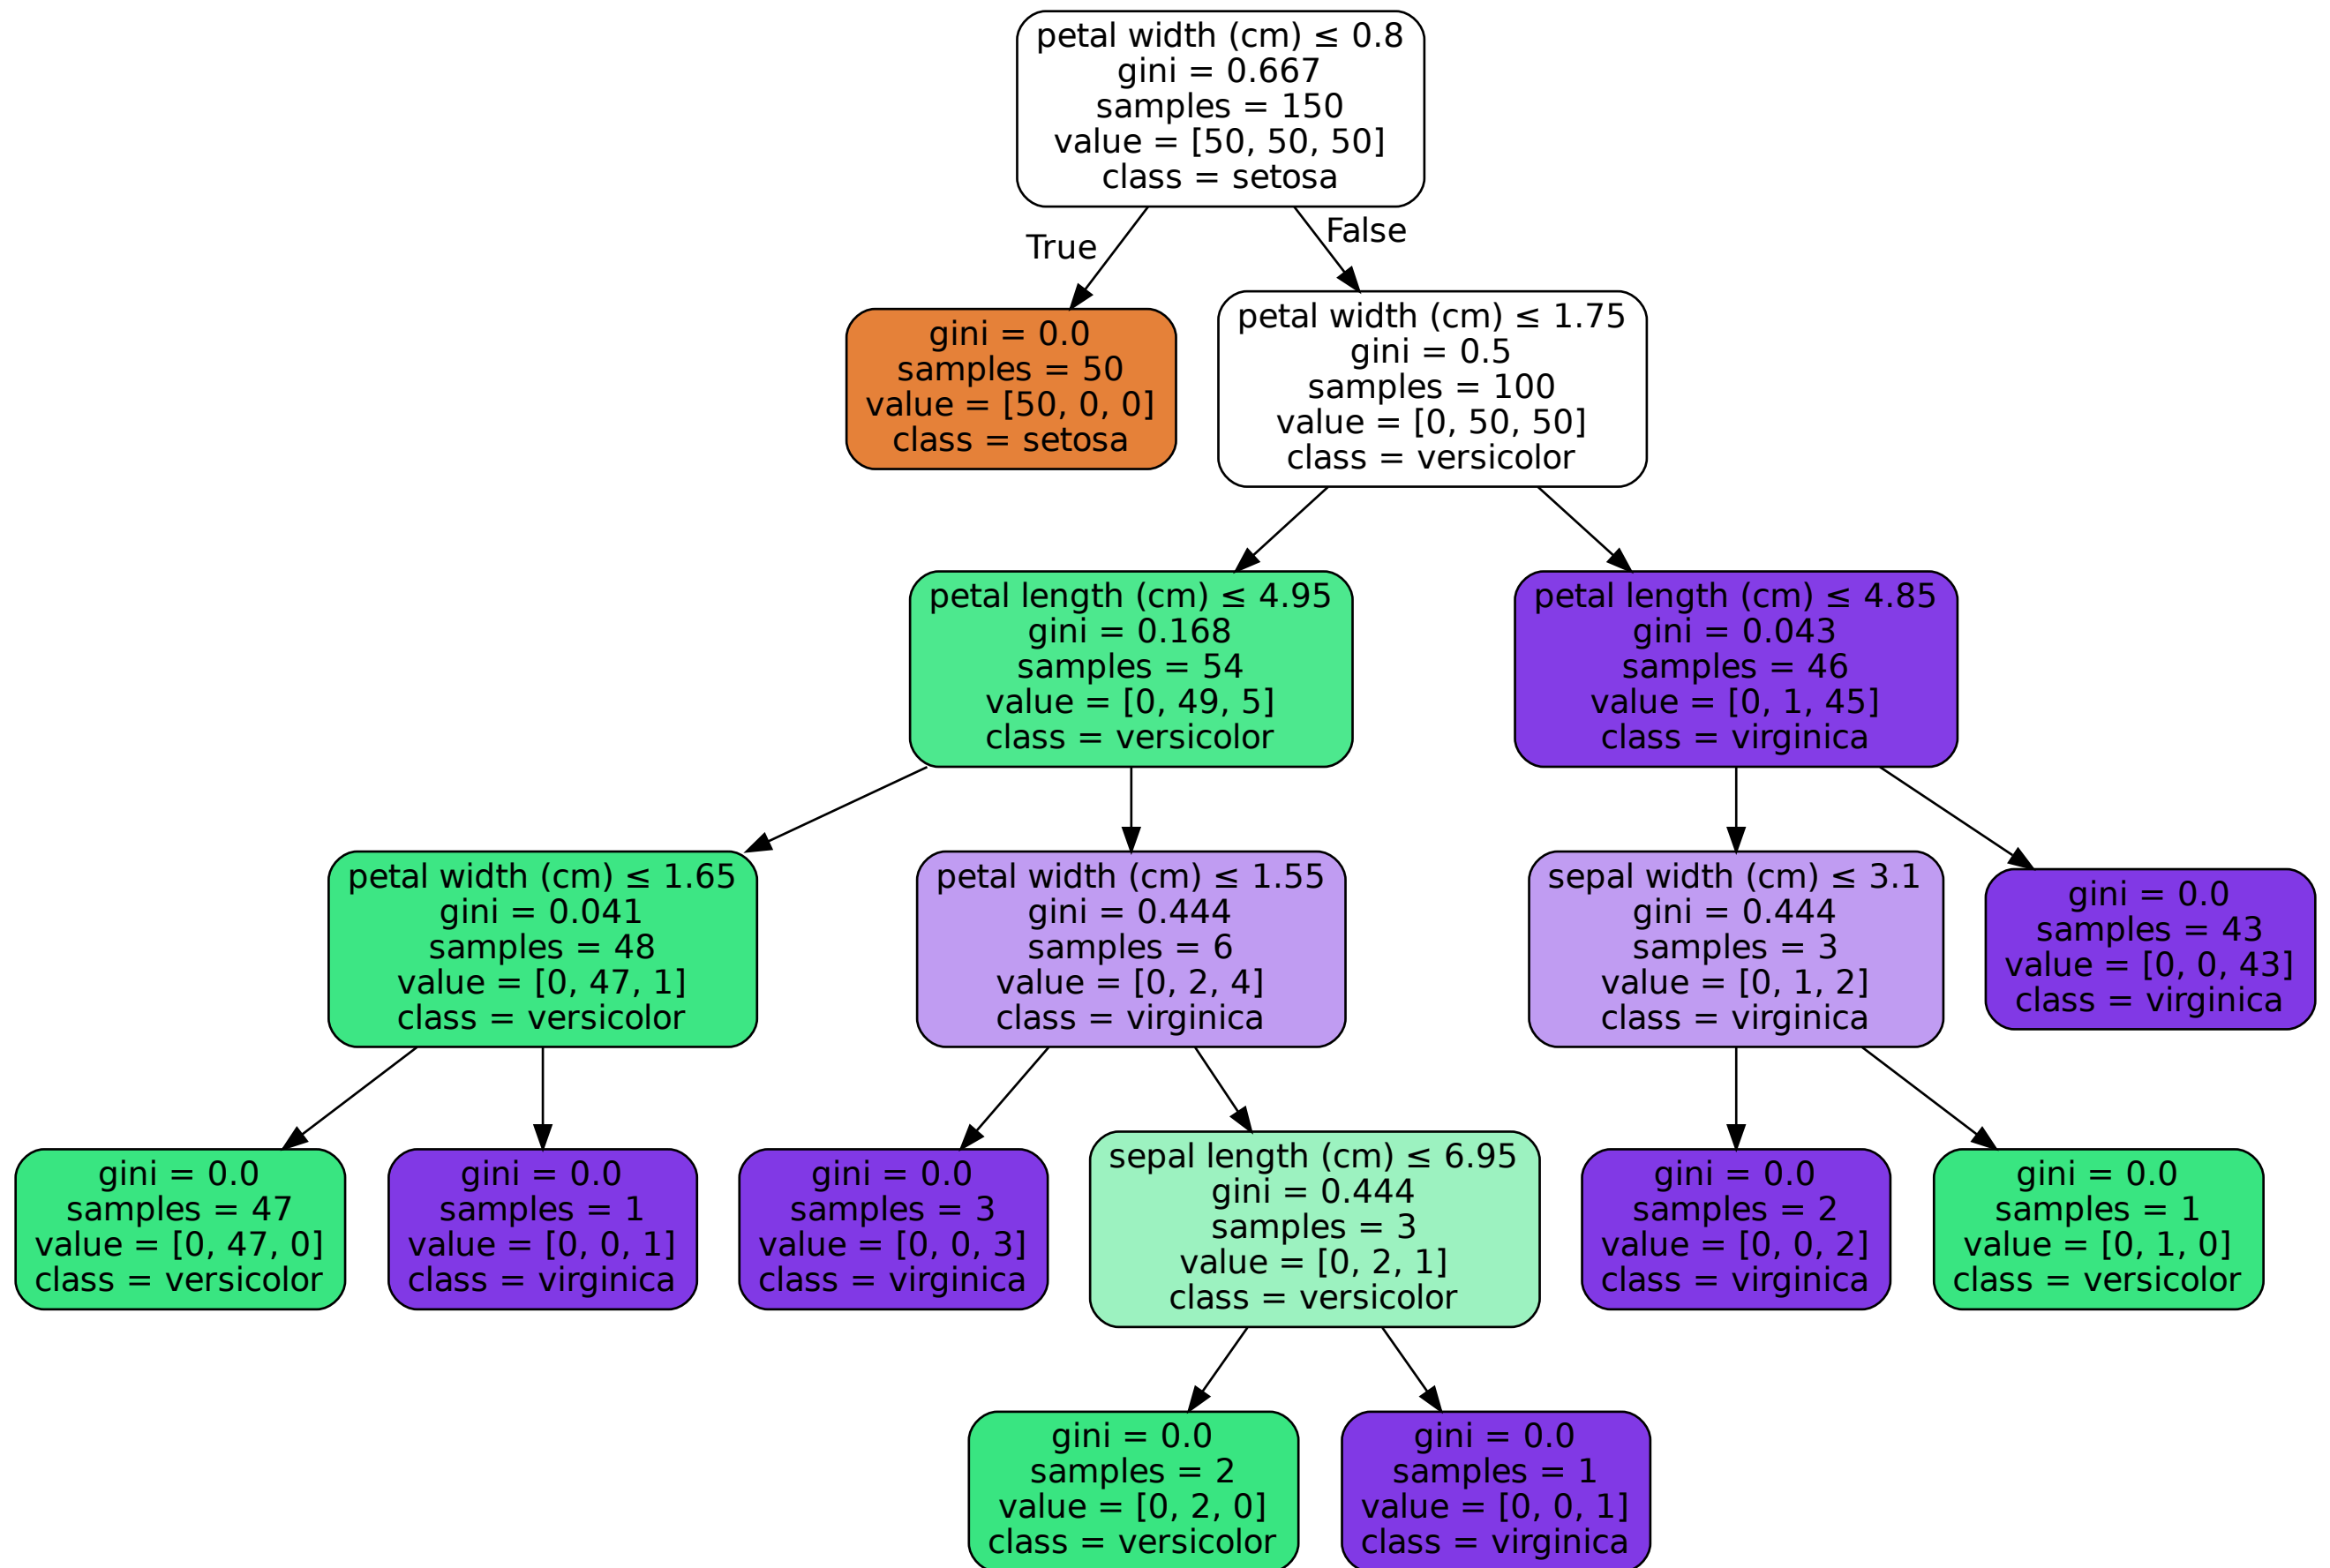 petal width (cm) ≤ 0.8
gini = 0.667
samples = 150
value = [50, 50, 50]
class = setosa
True
False
gini = 0.0
samples = 50
value = [50, 0, 0]
class = setosa
petal width (cm) ≤ 1.75
gini = 0.5
samples = 100
value = [0, 50, 50]
class = versicolor
petal length (cm) ≤ 4.95
gini = 0.168
samples = 54
value = [0, 49, 5]
class = versicolor
petal length (cm) ≤ 4.85
gini = 0.043
samples = 46
value = [0, 1, 45]
class = virginica
petal width (cm) ≤ 1.65
gini = 0.041
samples = 48
value = [0, 47, 1]
class = versicolor
petal width (cm) ≤ 1.55
gini = 0.444
samples = 6
value = [0, 2, 4]
class = virginica
sepal width (cm) ≤ 3.1
gini = 0.444
samples = 3
value = [0, 1, 2]
class = virginica
gini = 0.0
samples = 43
value = [0, 0, 43]
class = virginica
gini = 0.0
samples = 47
value = [0, 47, 0]
class = versicolor
gini = 0.0
samples = 1
value = [0, 0, 1]
class = virginica
gini = 0.0
samples = 3
value = [0, 0, 3]
class = virginica
sepal length (cm) ≤ 6.95
gini = 0.444
samples = 3
value = [0, 2, 1]
class = versicolor
gini = 0.0
samples = 2
value = [0, 0, 2]
class = virginica
gini = 0.0
samples = 1
value = [0, 1, 0]
class = versicolor
gini = 0.0
samples = 2
value = [0, 2, 0]
class = versicolor
gini = 0.0
samples = 1
value = [0, 0, 1]
class = virginica